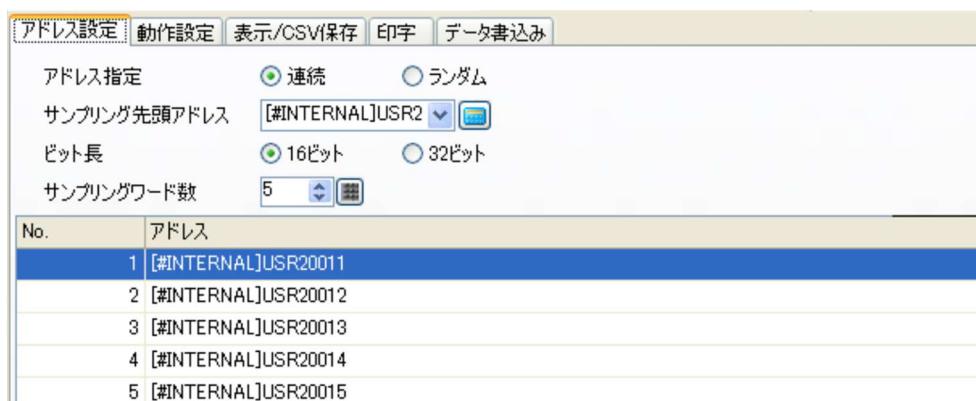 アドレス設定 動作設定 表示/CSV保存 印字 データ書込み
アドレス指定 連続 ランダム
サンプリング先頭アドレス [#INTERNAL]USR2
ビット長 16ビット 32ビット
サンプリングワード数 5
No. アドレス
1 [#INTERNAL]USR20011
2 [#INTERNAL]USR20012
3 [#INTERNAL]USR20013
4 [#INTERNAL]USR20014
5 [#INTERNAL]USR20015